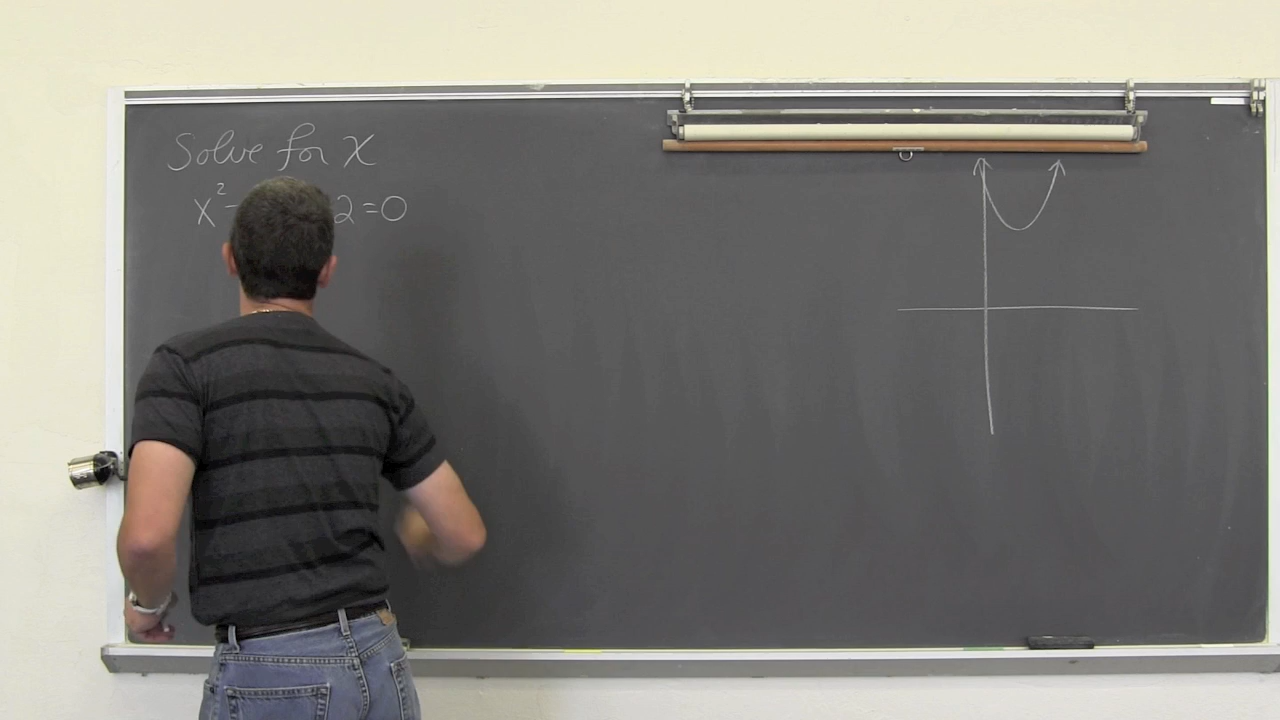 Solve for x
x² - 2 = 0